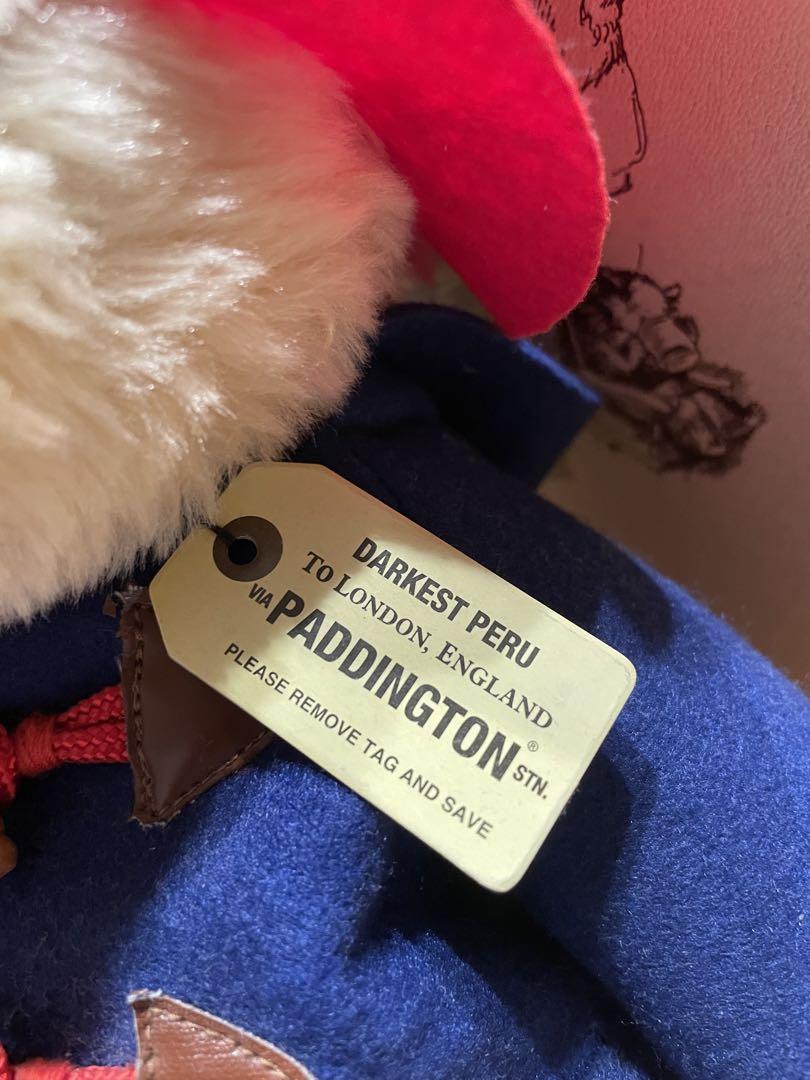 DARKEST PERU
TO LONDON, ENGLAND
VIA PADDINGTON® STN.
PLEASE REMOVE TAG AND SAVE